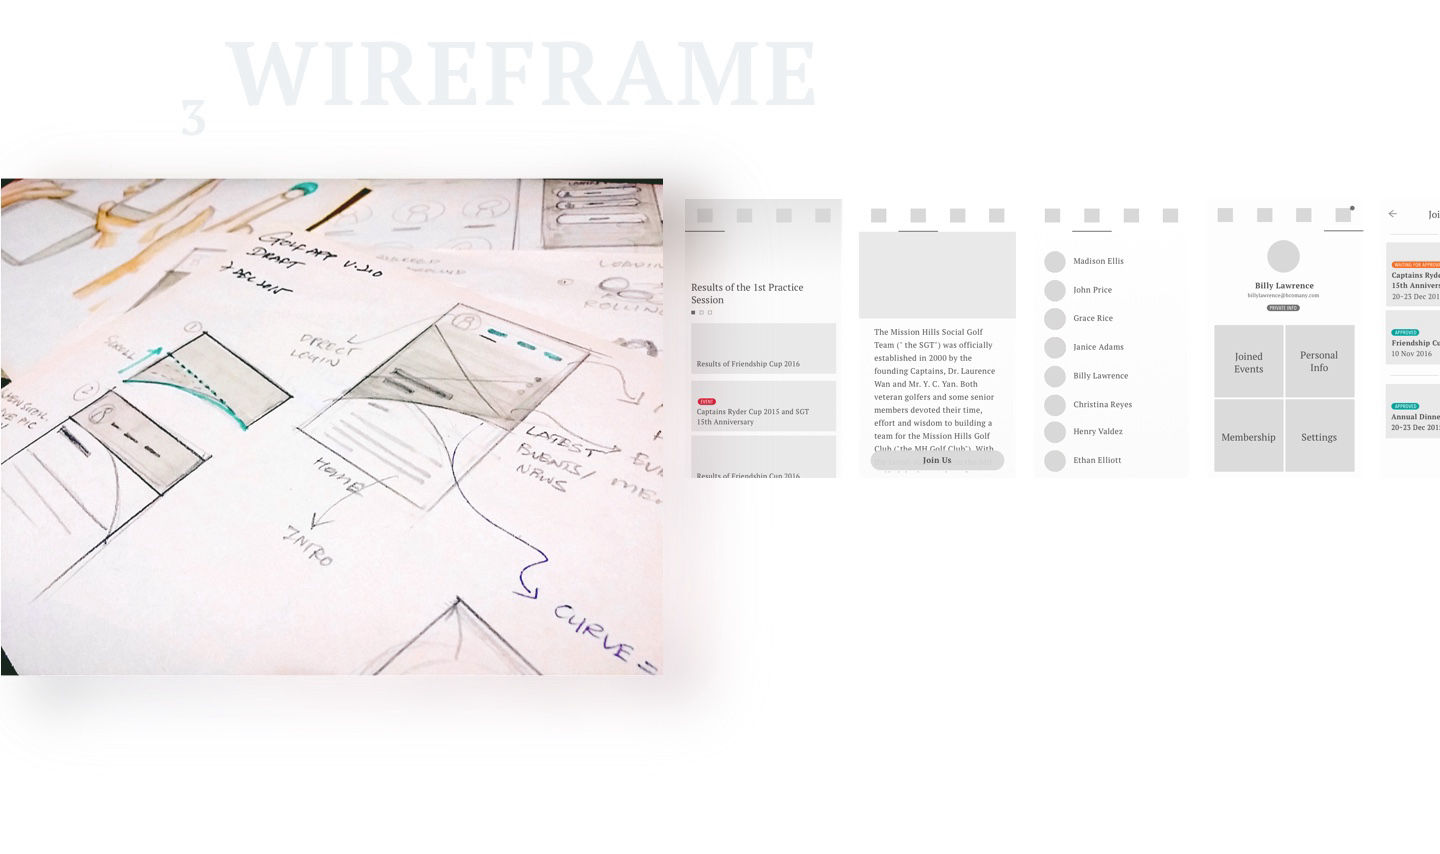 WIREFRAME
3
GOLF APP V.2.0
DRAFT
7 DEC 2015
1
SCROLL
DIRECT
LOGIN
2
LATEST
EVENTS/
NEWS
HOME
INTRO
CURVE =
Results of the 1st Practice
Session
Results of Friendship Cup 2016
EVENT
Captains Ryder Cup 2015 and SGT
15th Anniversary
Results of Friendship Cup 2016
The Mission Hills Social Golf
Team (" the SGT") was officially
established in 2000 by the
founding Captains, Dr. Laurence
Wan and Mr. Y. C. Yan. Both
veteran golfers and some senior
members devoted their time,
effort and wisdom to building a
team for the Mission Hills Golf
Club ("the MH Golf Club"). With
Join Us
Madison Ellis
John Price
Grace Rice
Janice Adams
Billy Lawrence
Christina Reyes
Henry Valdez
Ethan Elliott
Billy Lawrence
billylawrence@hcomany.com
PRIVATE INFO
Joined
Events
Personal
Info
Membership
Settings
Joi
WAITING FOR APPROV
Captains Ryde
15th Annivers
20-23 Dec 201
APPROVED
Friendship Cu
10 Nov 2016
APPROVED
Annual Dinne
20-23 Dec 201